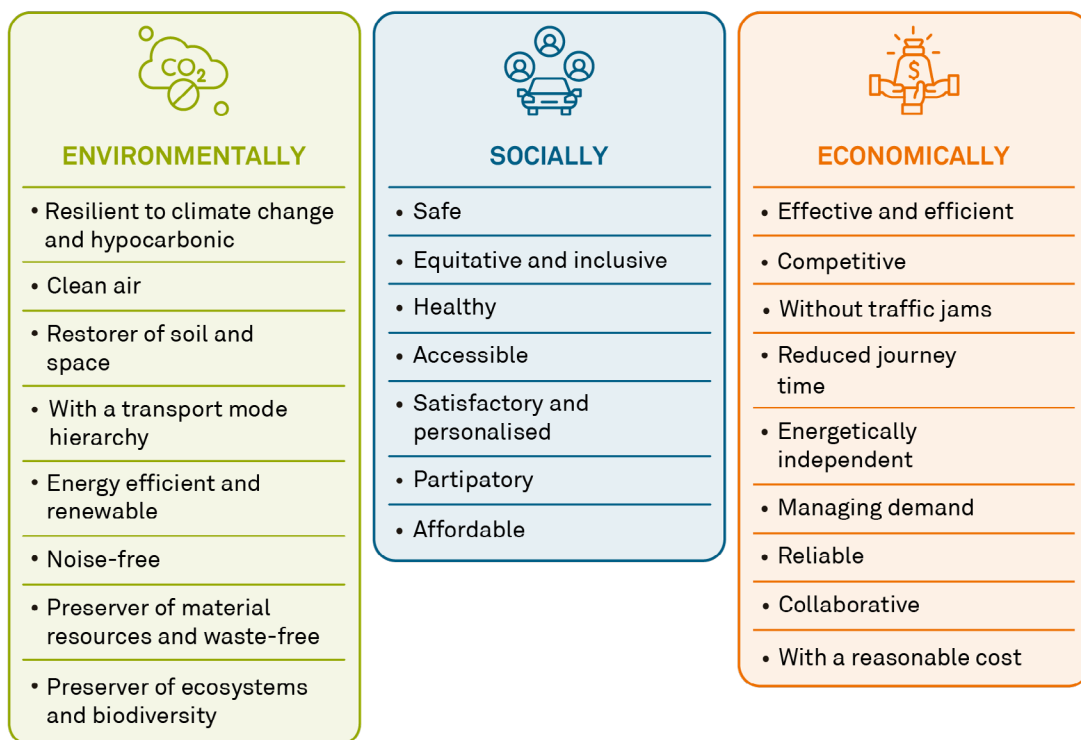 CO₂
ENVIRONMENTALLY
• Resilient to climate change
and hypocarbonic
• Clean air
• Restorer of soil and
space
• With a transport mode
hierarchy
• Energy efficient and
renewable
• Noise-free
• Preserver of material
resources and waste-free
• Preserver of ecosystems
and biodiversity
SOCIALLY
• Safe
• Equitative and inclusive
• Healthy
• Accessible
• Satisfactory and
personalised
• Partipatory
• Affordable
$
ECONOMICALLY
• Effective and efficient
• Competitive
• Without traffic jams
• Reduced journey
time
• Energetically
independent
• Managing demand
• Reliable
• Collaborative
• With a reasonable cost